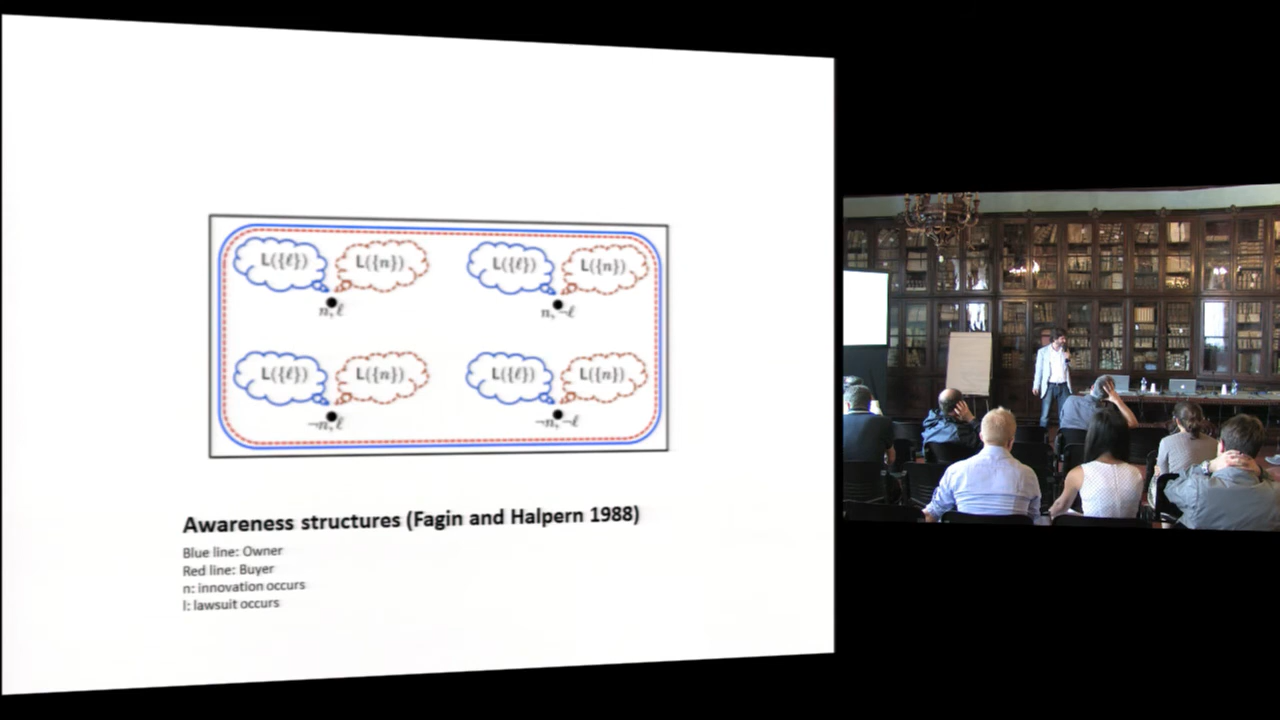 L({ℓ}) L({n}) L({ℓ}) L({n})
n, ℓ n, ¬ℓ
L({ℓ}) L({n}) L({ℓ}) L({n})
¬n, ℓ ¬n, ¬ℓ
Awareness structures (Fagin and Halpern 1988)
Blue line: Owner
Red line: Buyer
n: innovation occurs
l: lawsuit occurs